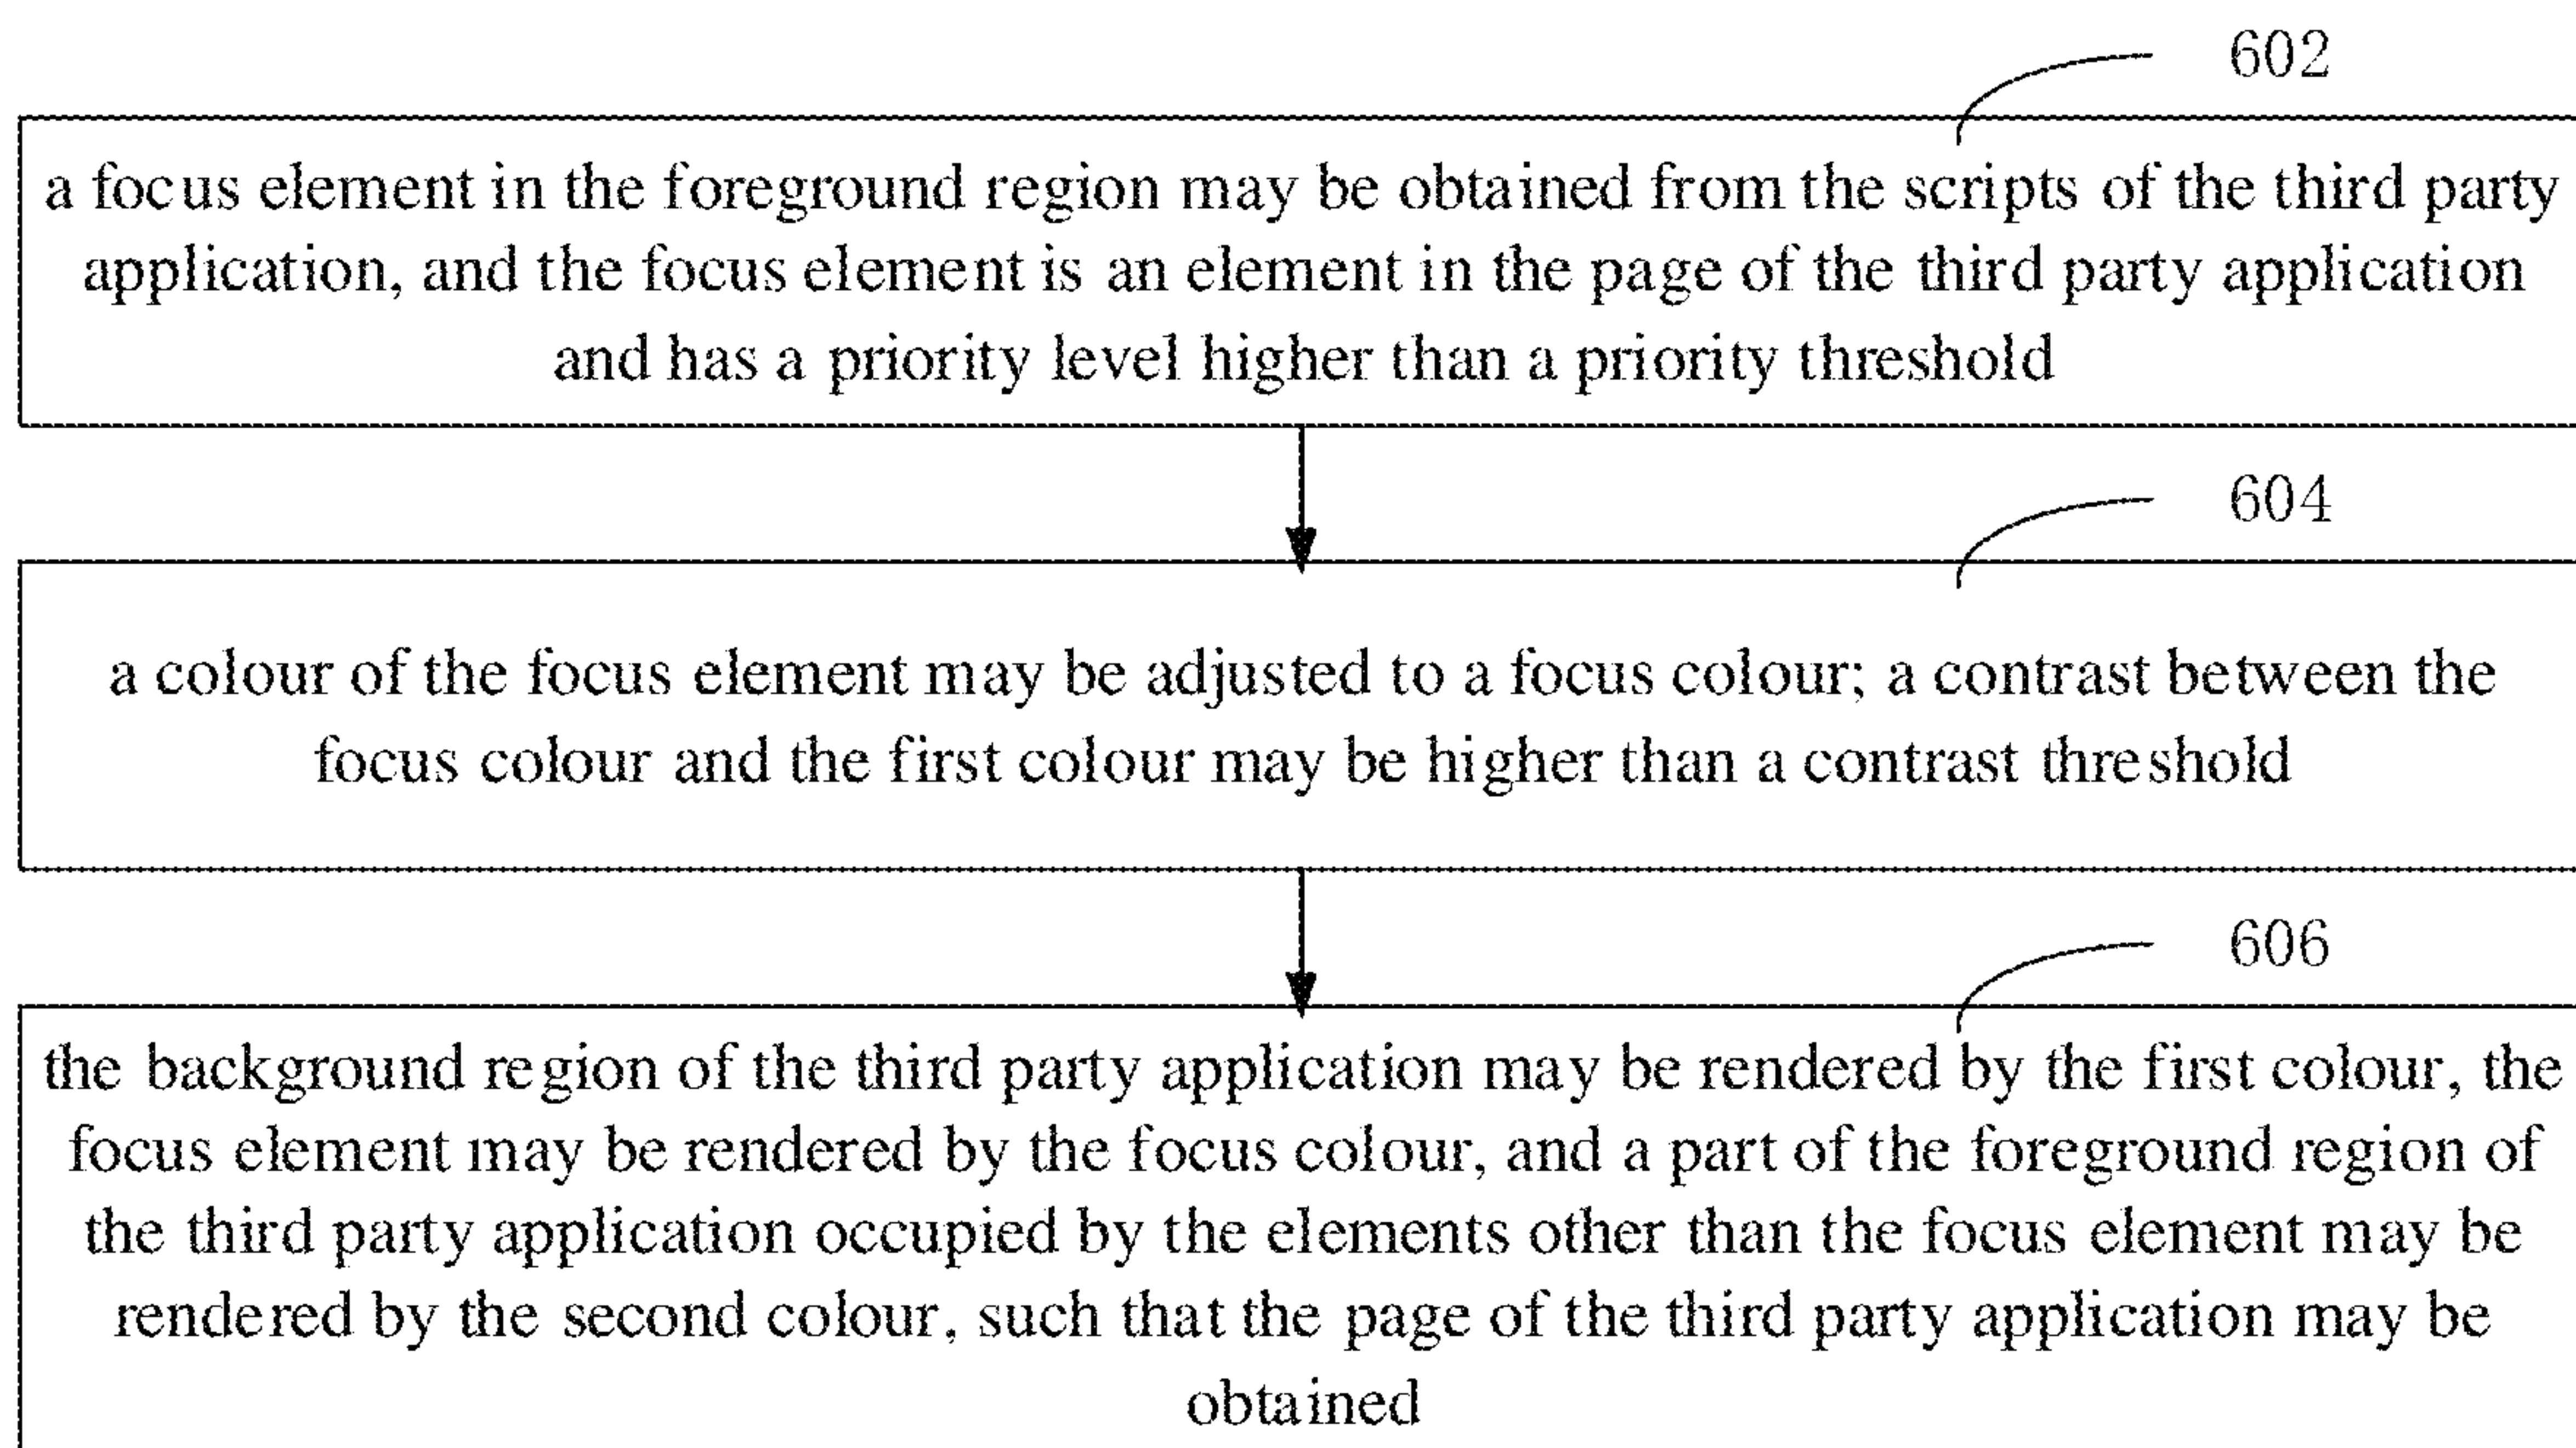 602
a focus element in the foreground region may be obtained from the scripts of the third party
application, and the focus element is an element in the page of the third party application
and has a priority level higher than a priority threshold
604
a colour of the focus element may be adjusted to a focus colour; a contrast between the
focus colour and the first colour may be higher than a contrast threshold
606
the background region of the third party application may be rendered by the first colour, the
focus element may be rendered by the focus colour, and a part of the foreground region of
the third party application occupied by the elements other than the focus element may be
rendered by the second colour, such that the page of the third party application may be
obtained